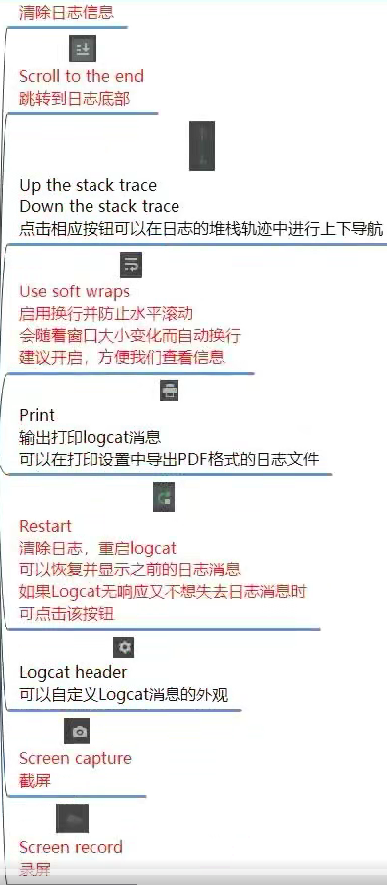 清除日志信息
Scroll to the end
跳转到日志底部
Up the stack trace
Down the stack trace
点击相应按钮可以在日志的堆栈轨迹中进行上下导航
Use soft wraps
启用换行并防止水平滚动
会随着窗口大小变化而自动换行
建议开启，方便我们查看信息
Print
输出打印logcat消息
可以在打印设置中导出PDF格式的日志文件
Restart
清除日志，重启logcat
可以恢复并显示之前的日志消息
如果Logcat无响应又不想失去日志消息时
可点击该按钮
Logcat header
可以自定义Logcat消息的外观
Screen capture
截屏
Screen record
录屏